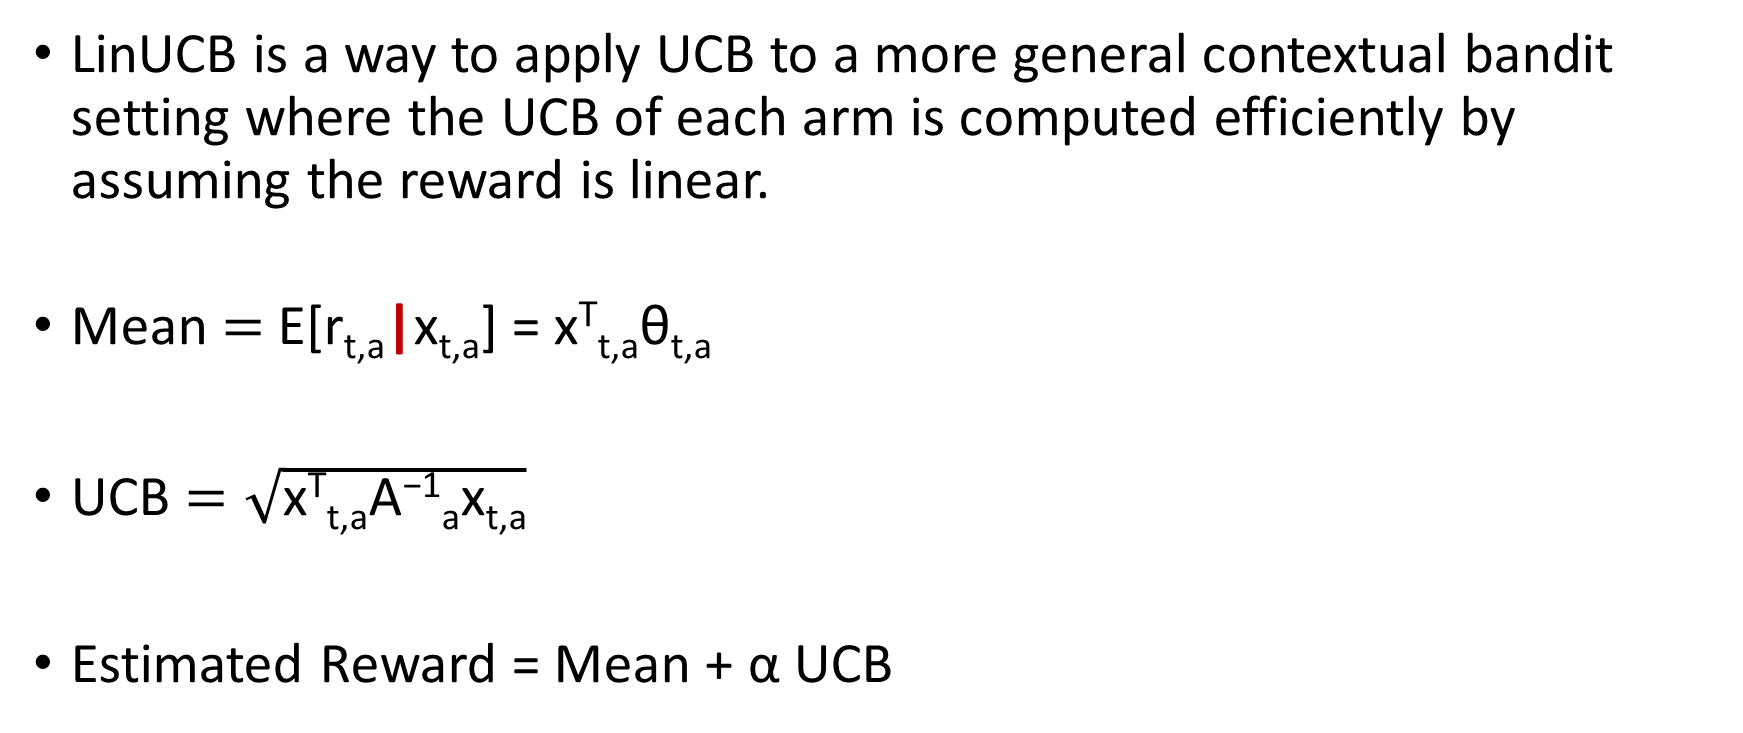 • LinUCB is a way to apply UCB to a more general contextual bandit
setting where the UCB of each arm is computed efficiently by
assuming the reward is linear.
• Mean = E[r_{t,a}|x_{t,a}] = x^T_{t,a}θ_{t,a}
• UCB = √(x^T_{t,a}A^{−1}_a x_{t,a})
• Estimated Reward = Mean + α UCB